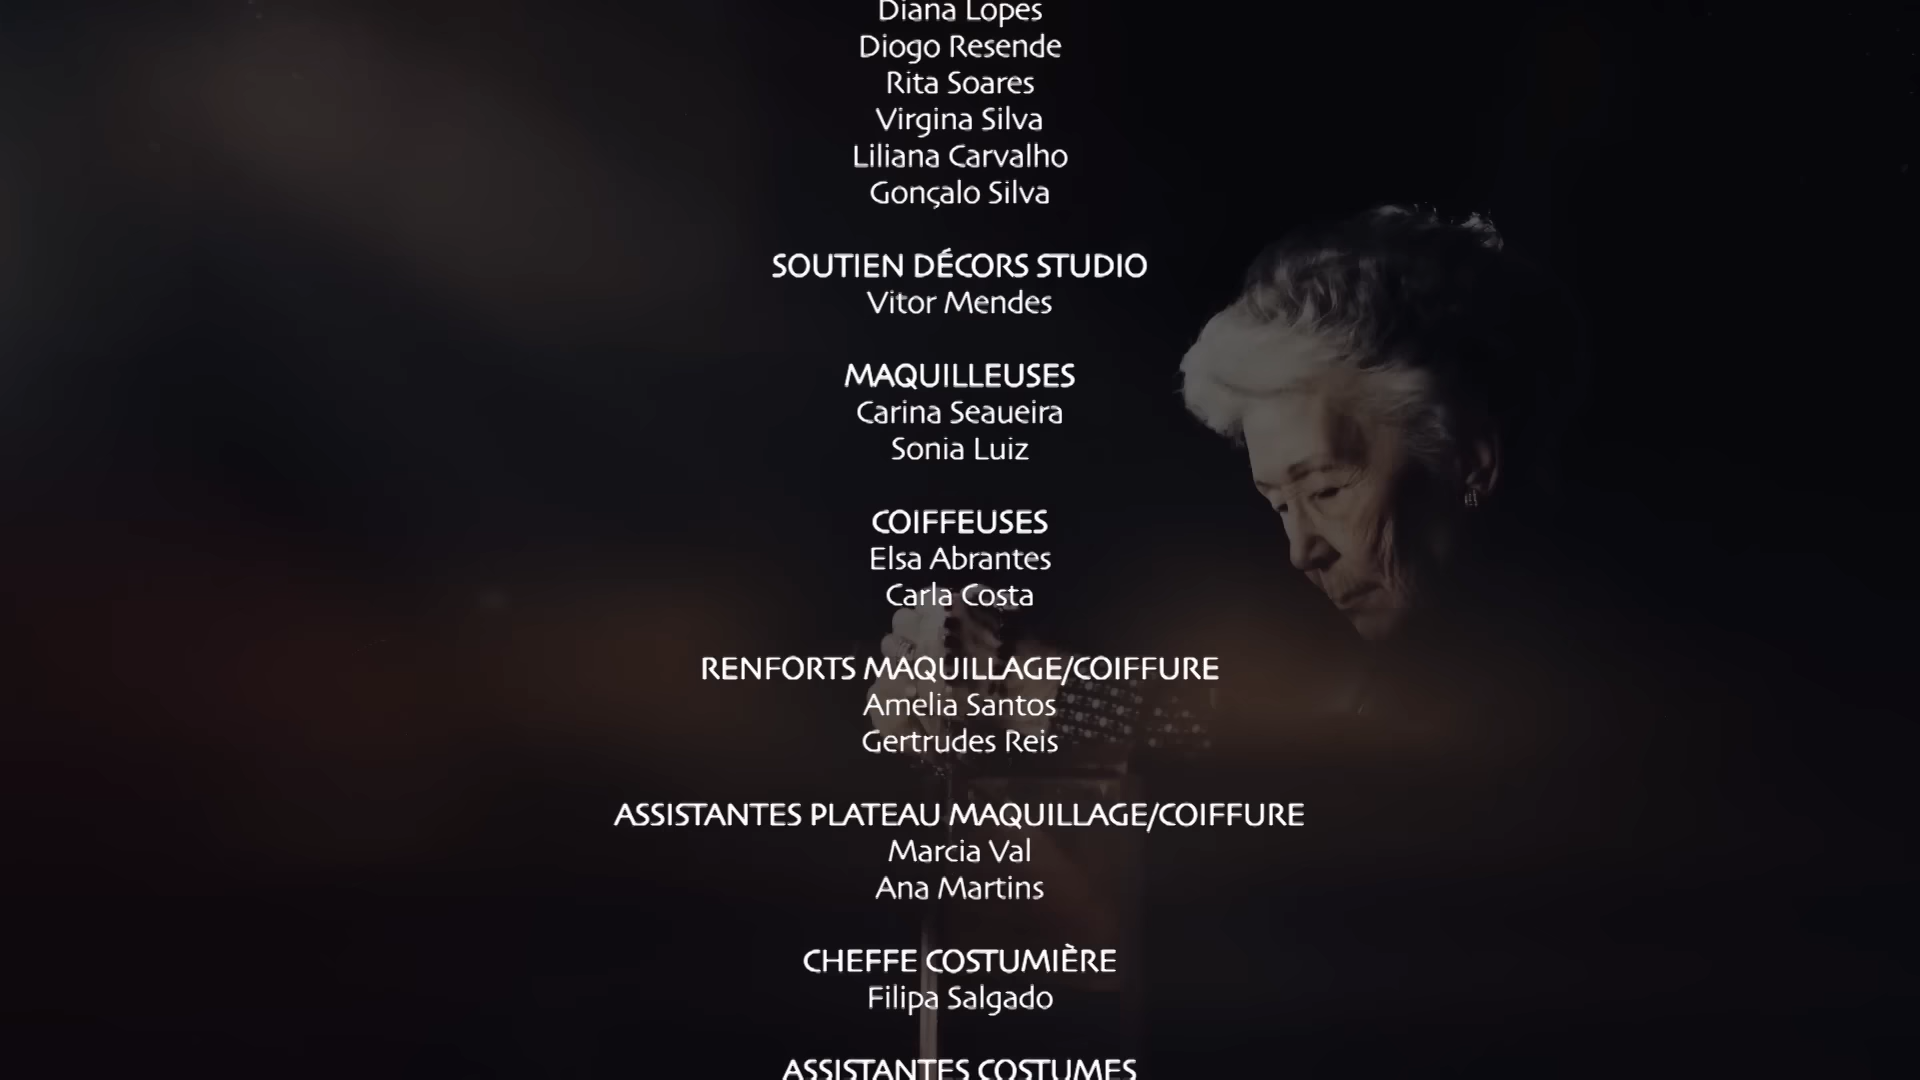 Diana Lopes
Diogo Resende
Rita Soares
Virgina Silva
Liliana Carvalho
Gonçalo Silva
SOUTIEN DÉCORS STUDIO
Vitor Mendes
MAQUILLEUSES
Carina Seaueira
Sonia Luiz
COIFFEUSES
Elsa Abrantes
Carla Costa
RENFORTS MAQUILLAGE/COIFFURE
Amelia Santos
Gertrudes Reis
ASSISTANTES PLATEAU MAQUILLAGE/COIFFURE
Marcia Val
Ana Martins
CHEFFE COSTUMIÈRE
Filipa Salgado
ASSISTANTES COSTUMES